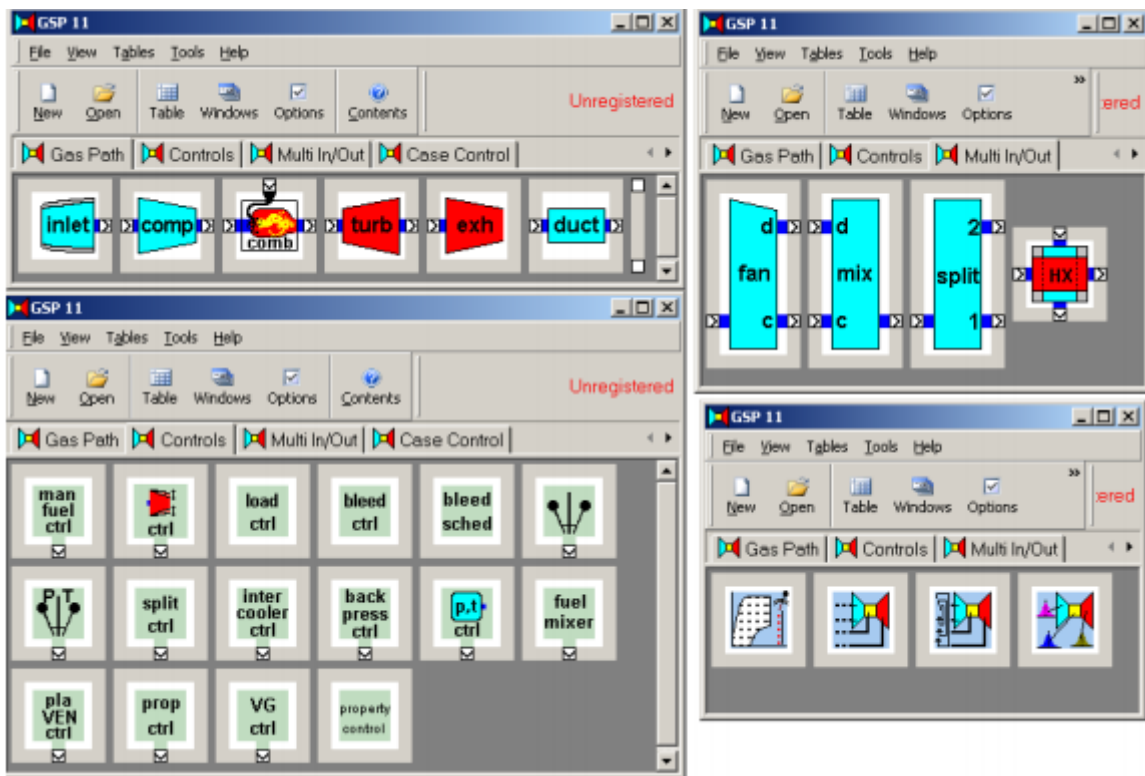 GSP 11
File View Tables Tools Help
New Open Table Windows Options Contents
Unregistered
Gas Path Controls Multi In/Out Case Control
inlet comp comb turb exh duct
GSP 11
File View Tables Tools Help
New Open Table Windows Options Contents
Unregistered
Gas Path Controls Multi In/Out Case Control
man fuel ctrl
ctrl
load ctrl
bleed ctrl
bleed sched
P,T
split ctrl
inter cooler ctrl
back press ctrl
p,t ctrl
fuel mixer
pla VEN ctrl
prop ctrl
VG ctrl
property control
GSP 11
File View Tables Tools Help
New Open Table Windows Options
»
ered
Gas Path Controls Multi In/Out
d fan c
d mix c
2 split 1
HX
GSP 11
File View Tables Tools Help
New Open Table Windows Options
»
ered
Gas Path Controls Multi In/Out